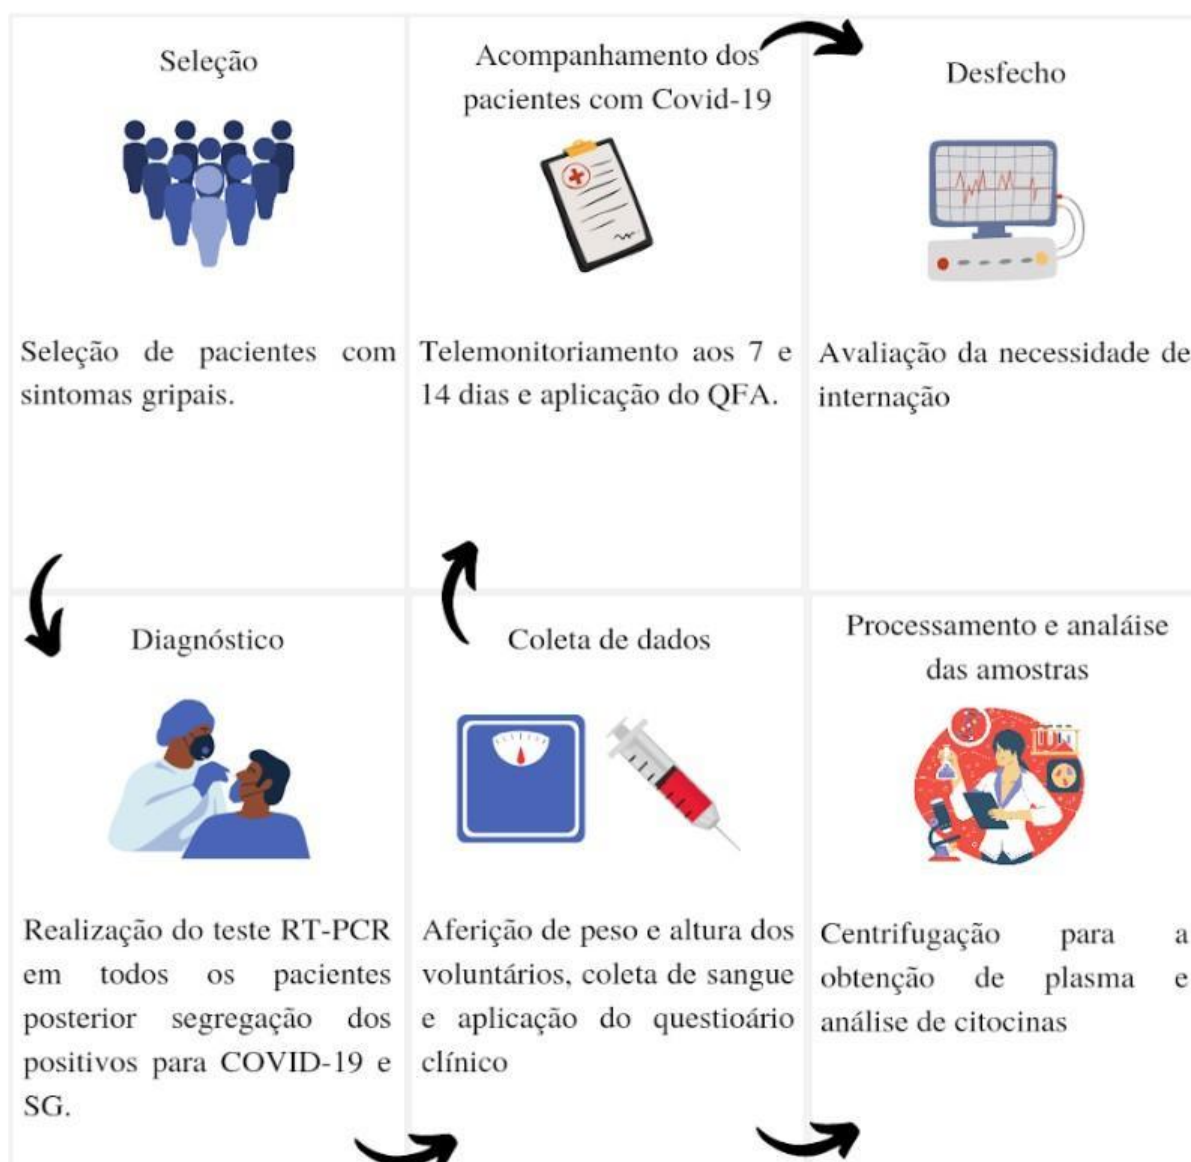 Seleção
Seleção de pacientes com
sintomas gripais.
Acompanhamento dos
pacientes com Covid-19
Telemonitoriamento aos 7 e
14 dias e aplicação do QFA.
Desfecho
Avaliação da necessidade de
internação
Diagnóstico
Realização do teste RT-PCR
em todos os pacientes
posterior segregação dos
positivos para COVID-19 e
SG.
Coleta de dados
Aferição de peso e altura dos
voluntários, coleta de sangue
e aplicação do questioário
clínico
Processamento e analáise
das amostras
Centrifugação para a
obtenção de plasma e
análise de citocinas